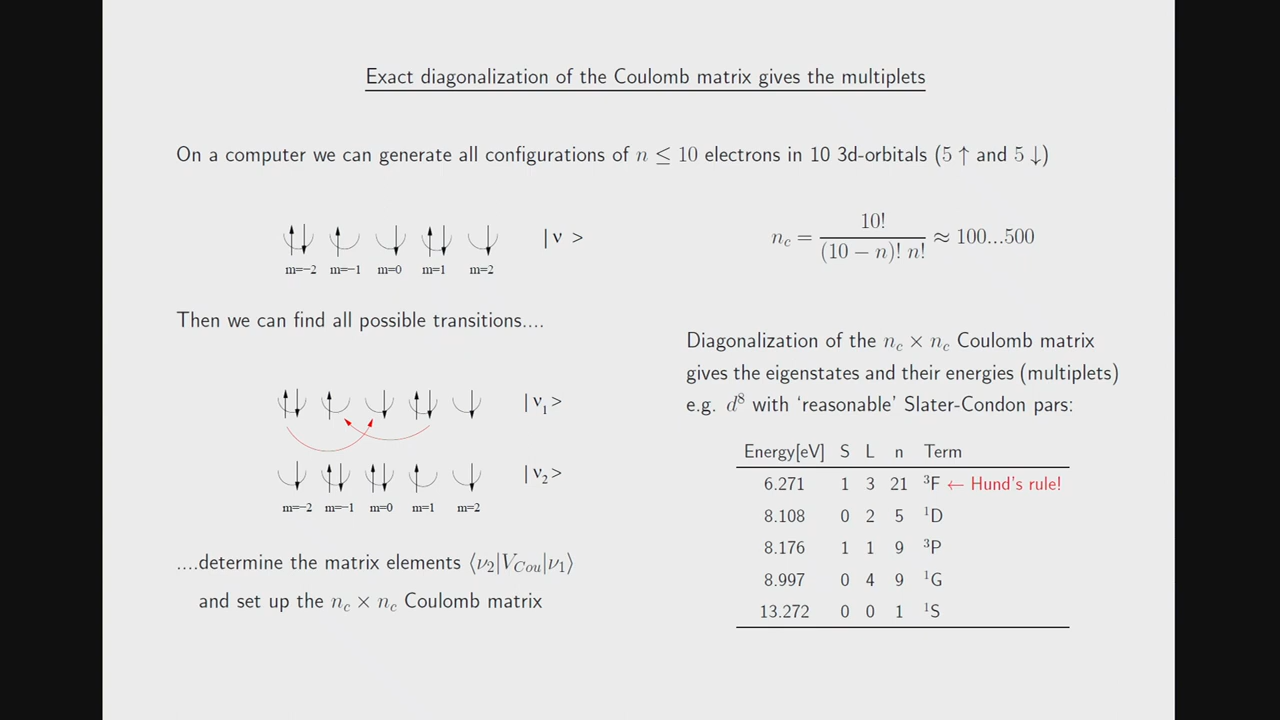 Exact diagonalization of the Coulomb matrix gives the multiplets
On a computer we can generate all configurations of n ≤ 10 electrons in 10 3d-orbitals (5 ↑ and 5 ↓)
m=−2 m=−1 m=0 m=1 m=2
| ν >
n_c = 10! / (10 − n)! n! ≈ 100...500
Then we can find all possible transitions....
| ν₁ >
| ν₂ >
m=−2 m=−1 m=0 m=1 m=2
....determine the matrix elements ⟨ν₂|V_Cou|ν₁⟩
and set up the n_c × n_c Coulomb matrix
Diagonalization of the n_c × n_c Coulomb matrix
gives the eigenstates and their energies (multiplets)
e.g. d⁸ with ‘reasonable’ Slater-Condon pars:
Energy[eV] S L n Term
6.271 1 3 21 ³F ← Hund's rule!
8.108 0 2 5 ¹D
8.176 1 1 9 ³P
8.997 0 4 9 ¹G
13.272 0 0 1 ¹S